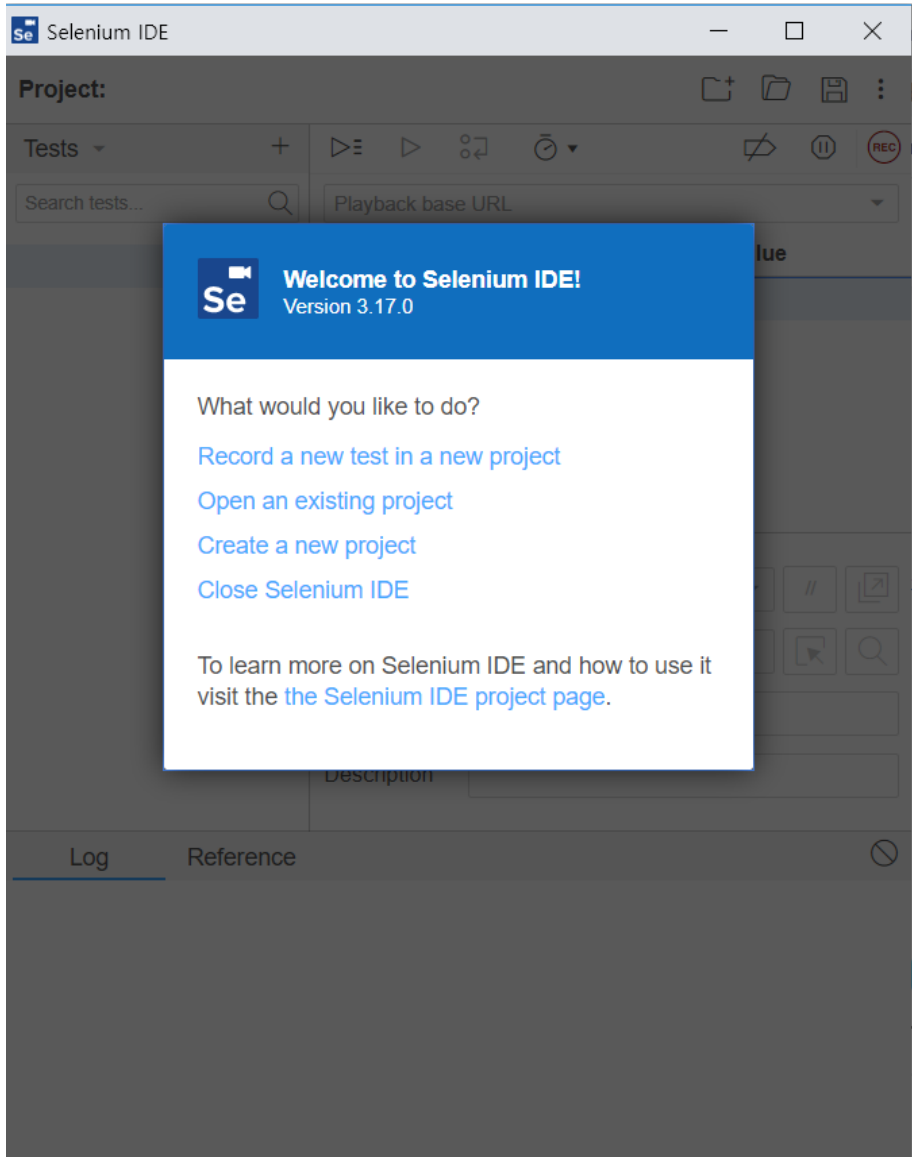 Se Selenium IDE
Project:
Tests
REC
Search tests...
Playback base URL
lue
Se
Welcome to Selenium IDE!
Version 3.17.0
What would you like to do?
Record a new test in a new project
Open an existing project
Create a new project
Close Selenium IDE
//
To learn more on Selenium IDE and how to use it
visit the the Selenium IDE project page.
Description
Log Reference